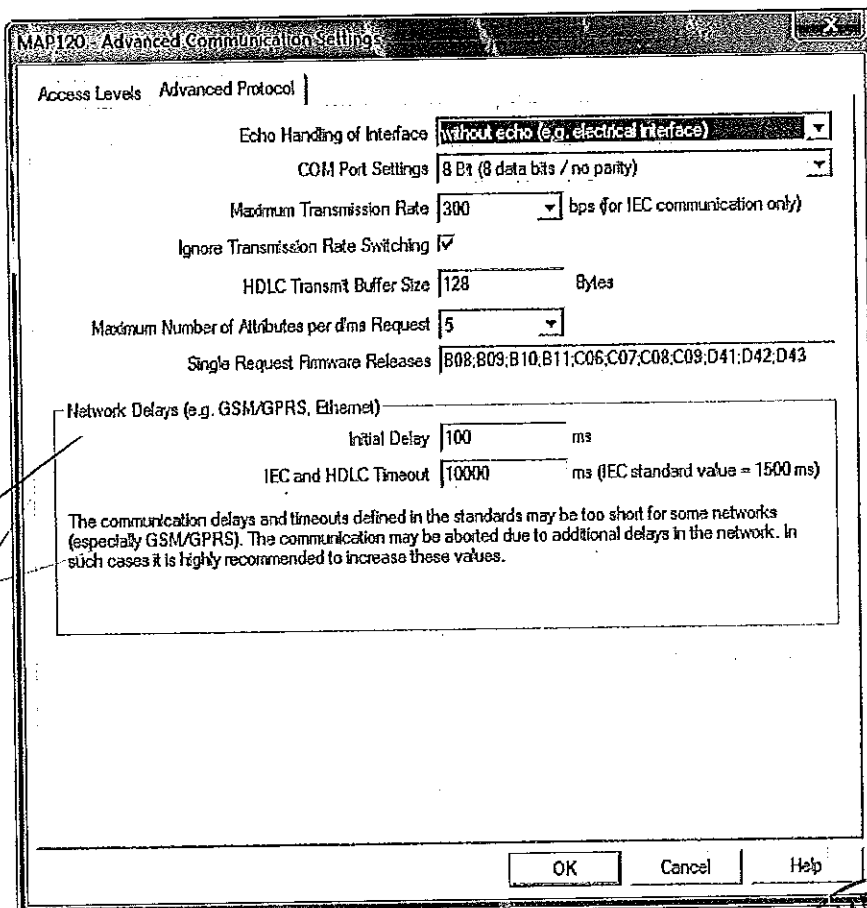 MAP120 - Advanced Communication Settings
Access Levels Advanced Protocol
Echo Handling of Interface Without echo (e.g. electrical interface)
COM Port Settings 8 Bit (8 data bits / no parity)
Maximum Transmission Rate 300 bps (for IEC communication only)
Ignore Transmission Rate Switching
HDLC Transmit Buffer Size 128 Bytes
Maximum Number of Attributes per dlms Request 5
Single Request Firmware Releases B08;B09;B10;B11;C06;C07;C08;C09;D41;D42;D43
Network Delays (e.g. GSM/GPRS, Ethernet)
Initial Delay 100 ms
IEC and HDLC Timeout 10000 ms (IEC standard value = 1500 ms)
The communication delays and timeouts defined in the standards may be too short for some networks
(especially GSM/GPRS). The communication may be aborted due to additional delays in the network. In
such cases it is highly recommended to increase these values.
OK Cancel Help